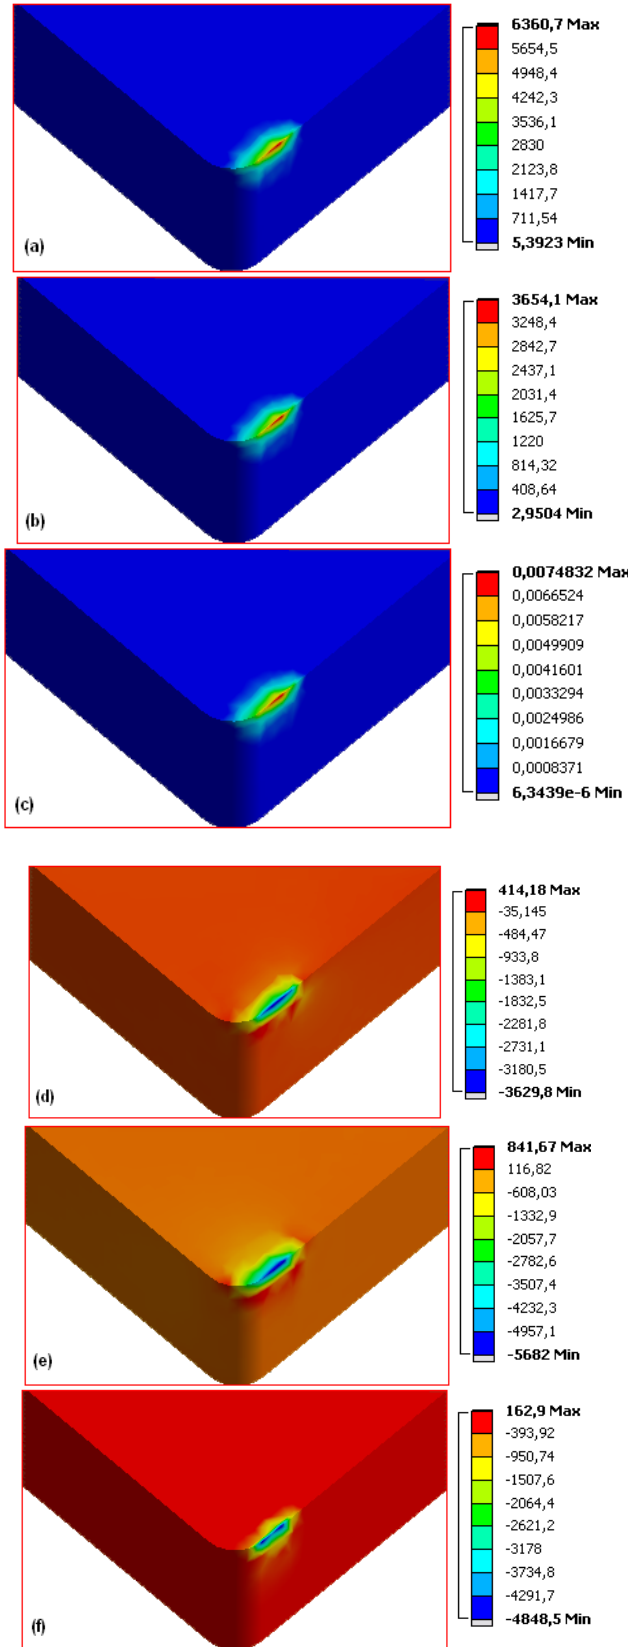 6360,7 Max
5654,5
4948,4
4242,3
3536,1
2830
2123,8
1417,7
711,54
5,3923 Min
(a)
3654,1 Max
3248,4
2842,7
2437,1
2031,4
1625,7
1220
814,32
408,64
2,9504 Min
(b)
0,0074832 Max
0,0066524
0,0058217
0,0049909
0,0041601
0,0033294
0,0024986
0,0016679
0,0008371
6,3439e-6 Min
(c)
414,18 Max
-35,145
-484,47
-933,8
-1383,1
-1832,5
-2281,8
-2731,1
-3180,5
-3629,8 Min
(d)
841,67 Max
116,82
-608,03
-1332,9
-2057,7
-2782,6
-3507,4
-4232,3
-4957,1
-5682 Min
(e)
162,9 Max
-393,92
-950,74
-1507,6
-2064,4
-2621,2
-3178
-3734,8
-4291,7
-4848,5 Min
(f)